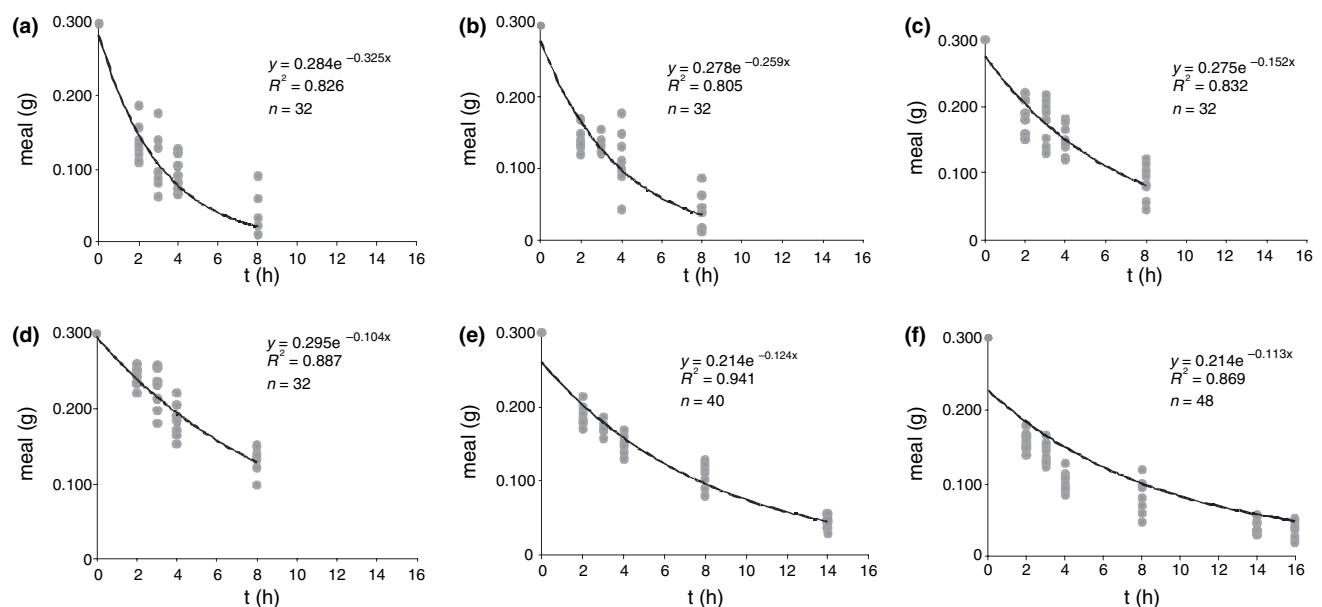 (a)
0.300
0.200
0.100
0
meal (g)
y = 0.284e −0.325x
R² = 0.826
n = 32
0 2 4 6 8 10 12 14 16
t (h)
(b)
0.300
0.200
0.100
0
meal (g)
y = 0.278e −0.259x
R² = 0.805
n = 32
0 2 4 6 8 10 12 14 16
t (h)
(c)
0.300
0.200
0.100
0
meal (g)
y = 0.275e −0.152x
R² = 0.832
n = 32
0 2 4 6 8 10 12 14 16
t (h)
(d)
0.300
0.200
0.100
0
meal (g)
y = 0.295e −0.104x
R² = 0.887
n = 32
0 2 4 6 8 10 12 14 16
t (h)
(e)
0.300
0.200
0.100
0
meal (g)
y = 0.214e −0.124x
R² = 0.941
n = 40
0 2 4 6 8 10 12 14 16
t (h)
(f)
0.300
0.200
0.100
0
meal (g)
y = 0.214e −0.113x
R² = 0.869
n = 48
0 2 4 6 8 10 12 14 16
t (h)